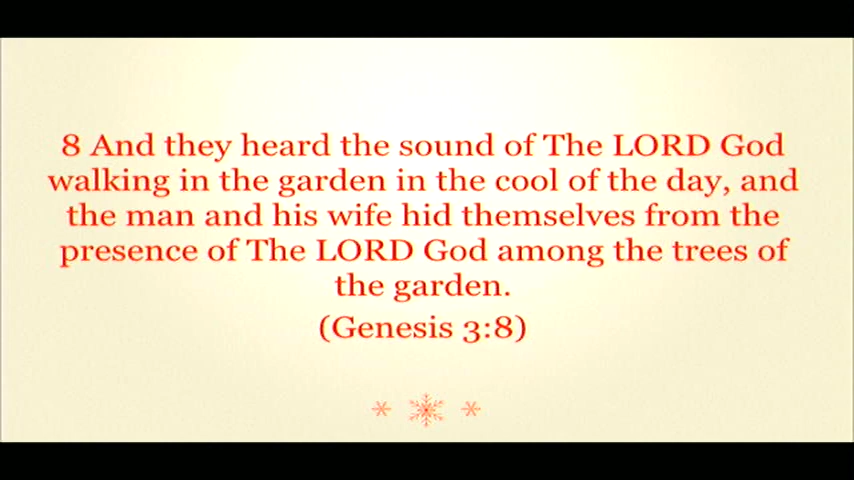 8 And they heard the sound of The LORD God
walking in the garden in the cool of the day, and
the man and his wife hid themselves from the
presence of The LORD God among the trees of
the garden.
(Genesis 3:8)